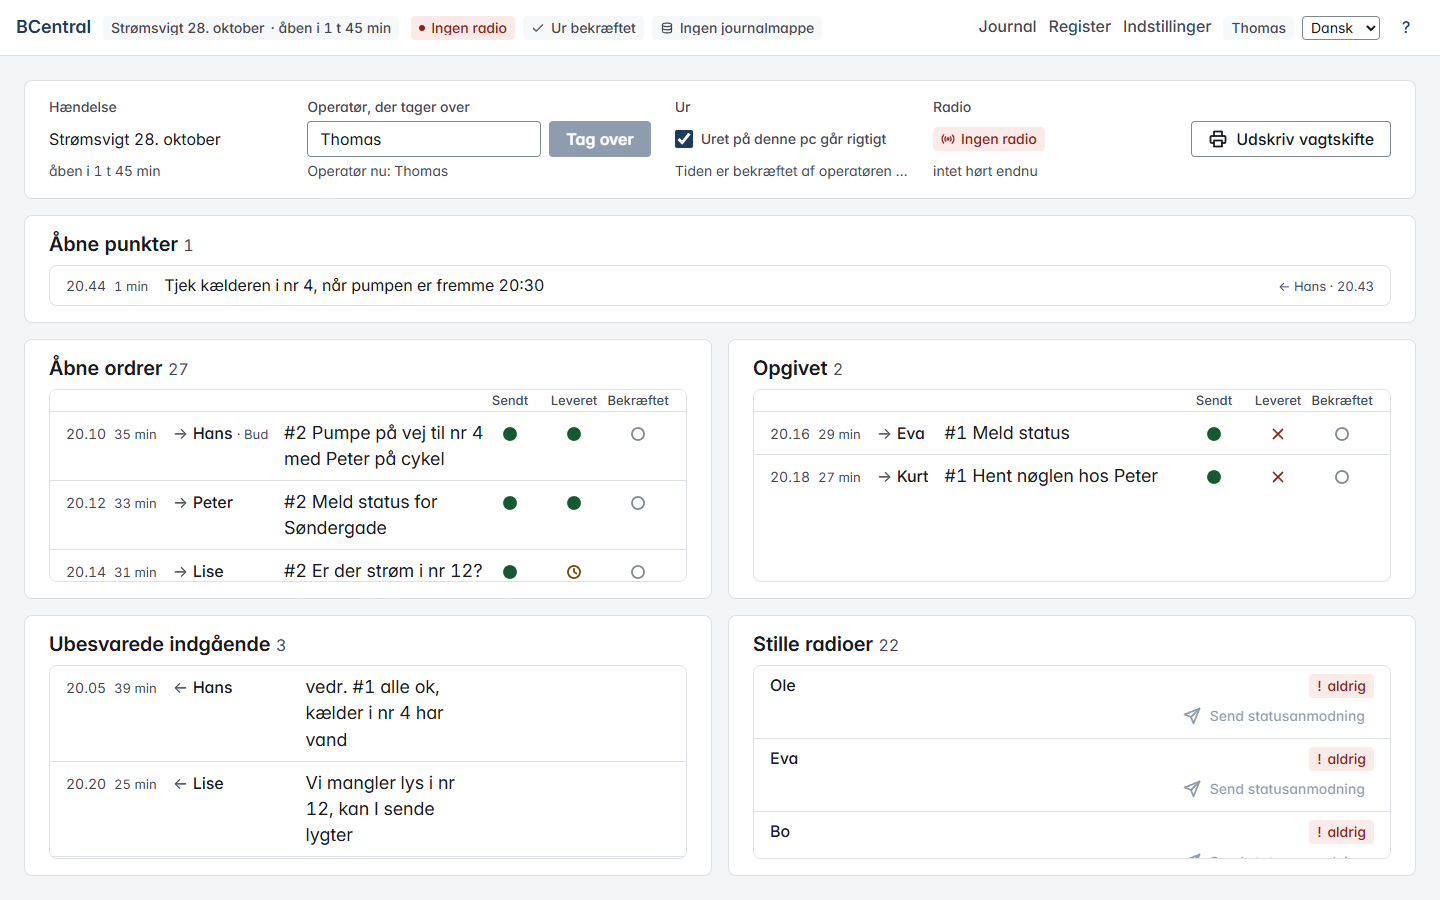 BCentral Strømsvigt 28. oktober · åben i 1 t 45 min Ingen radio Ur bekræftet Ingen journalmappe Journal Register Indstillinger Thomas Dansk ?
Hændelse
Strømsvigt 28. oktober
åben i 1 t 45 min
Operatør, der tager over
Thomas Tag over
Operatør nu: Thomas
Ur
Uret på denne pc går rigtigt
Tiden er bekræftet af operatøren ...
Radio
Ingen radio
intet hørt endnu
Udskriv vagtskifte
Åbne punkter 1
20.44 1 min Tjek kælderen i nr 4, når pumpen er fremme 20:30 ← Hans · 20.43
Åbne ordrer 27
Sendt Leveret Bekræftet
20.10 35 min → Hans · Bud #2 Pumpe på vej til nr 4
med Peter på cykel
20.12 33 min → Peter #2 Meld status for
Søndergade
20.14 31 min → Lise #2 Er der strøm i nr 12?
Opgivet 2
Sendt Leveret Bekræftet
20.16 29 min → Eva #1 Meld status
20.18 27 min → Kurt #1 Hent nøglen hos Peter
Ubesvarede indgående 3
20.05 39 min ← Hans vedr. #1 alle ok,
kælder i nr 4 har
vand
20.20 25 min ← Lise Vi mangler lys i nr
12, kan I sende
lygter
Stille radioer 22
Ole ! aldrig
Send statusanmodning
Eva ! aldrig
Send statusanmodning
Bo ! aldrig